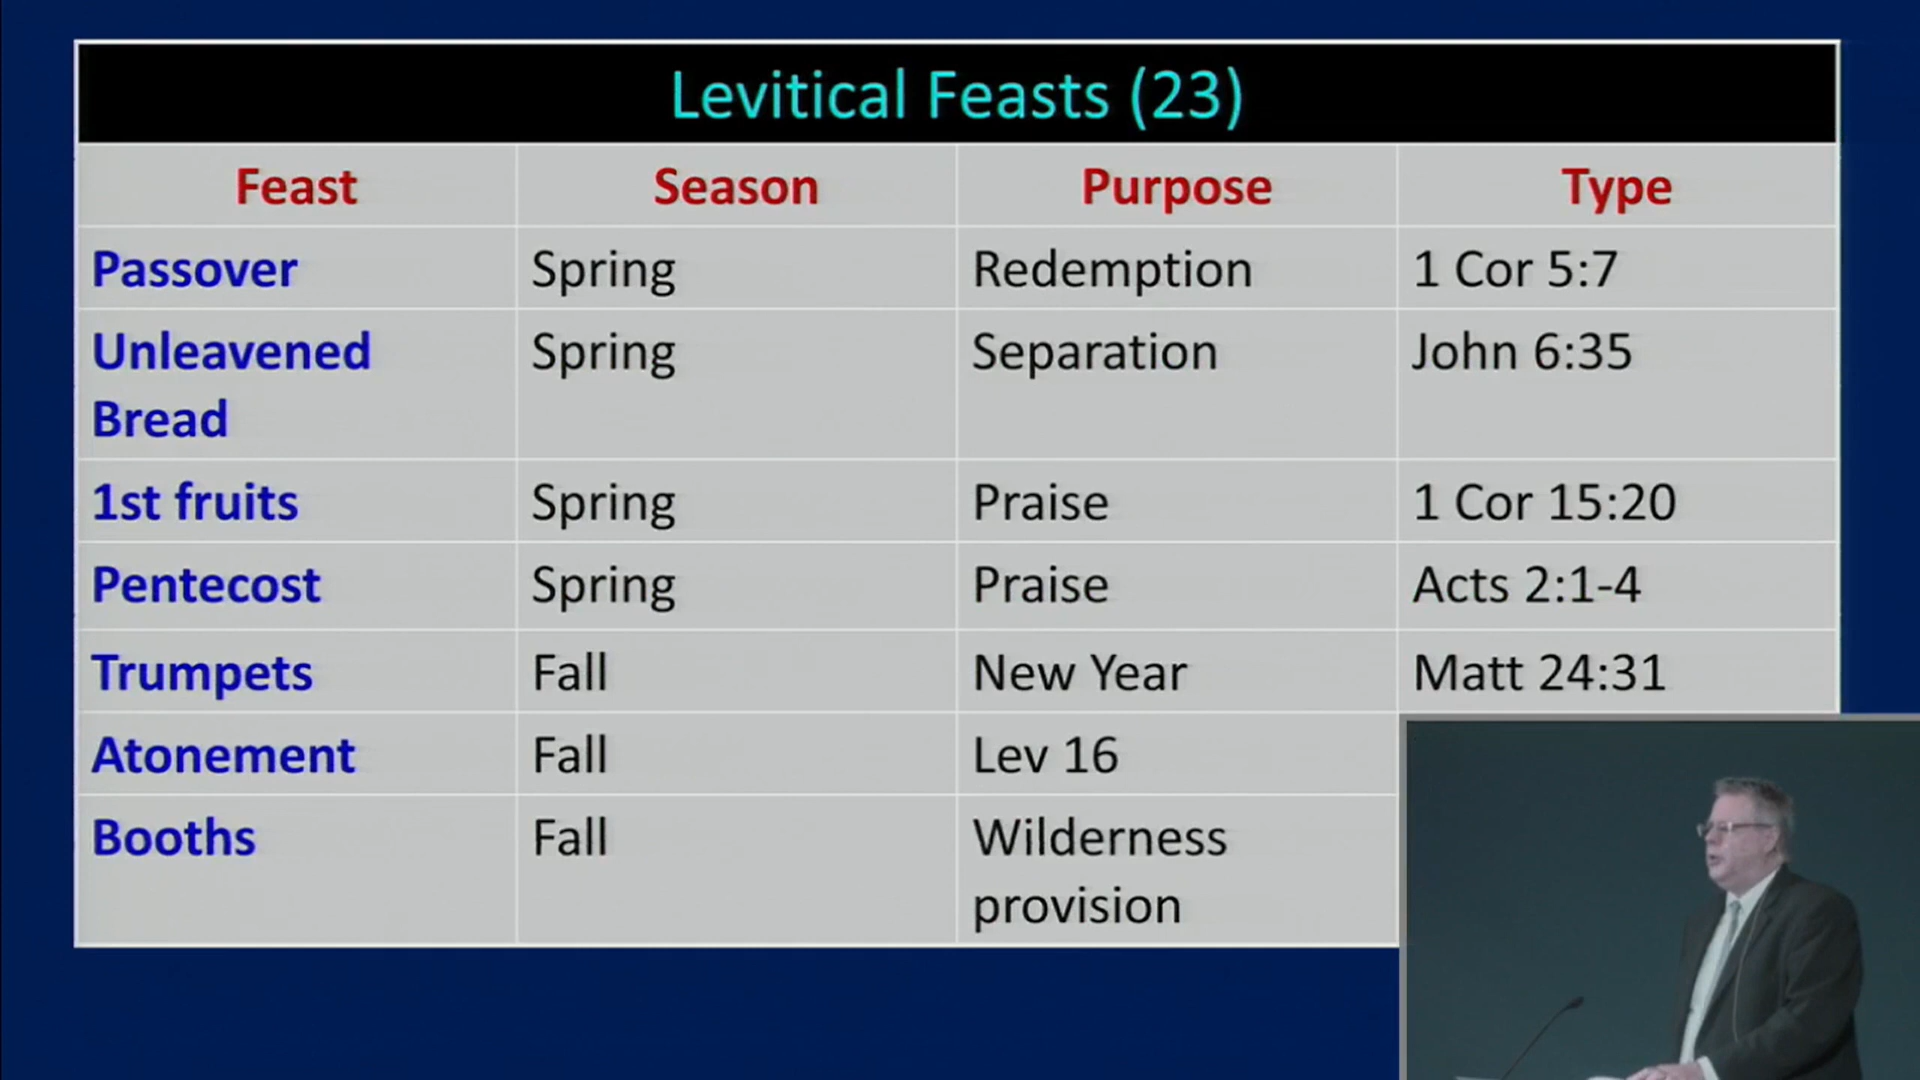 Levitical Feasts (23)
Feast Season Purpose Type
Passover Spring Redemption 1 Cor 5:7
Unleavened Spring Separation John 6:35
Bread
1st fruits Spring Praise 1 Cor 15:20
Pentecost Spring Praise Acts 2:1-4
Trumpets Fall New Year Matt 24:31
Atonement Fall Lev 16
Booths Fall Wilderness
provision